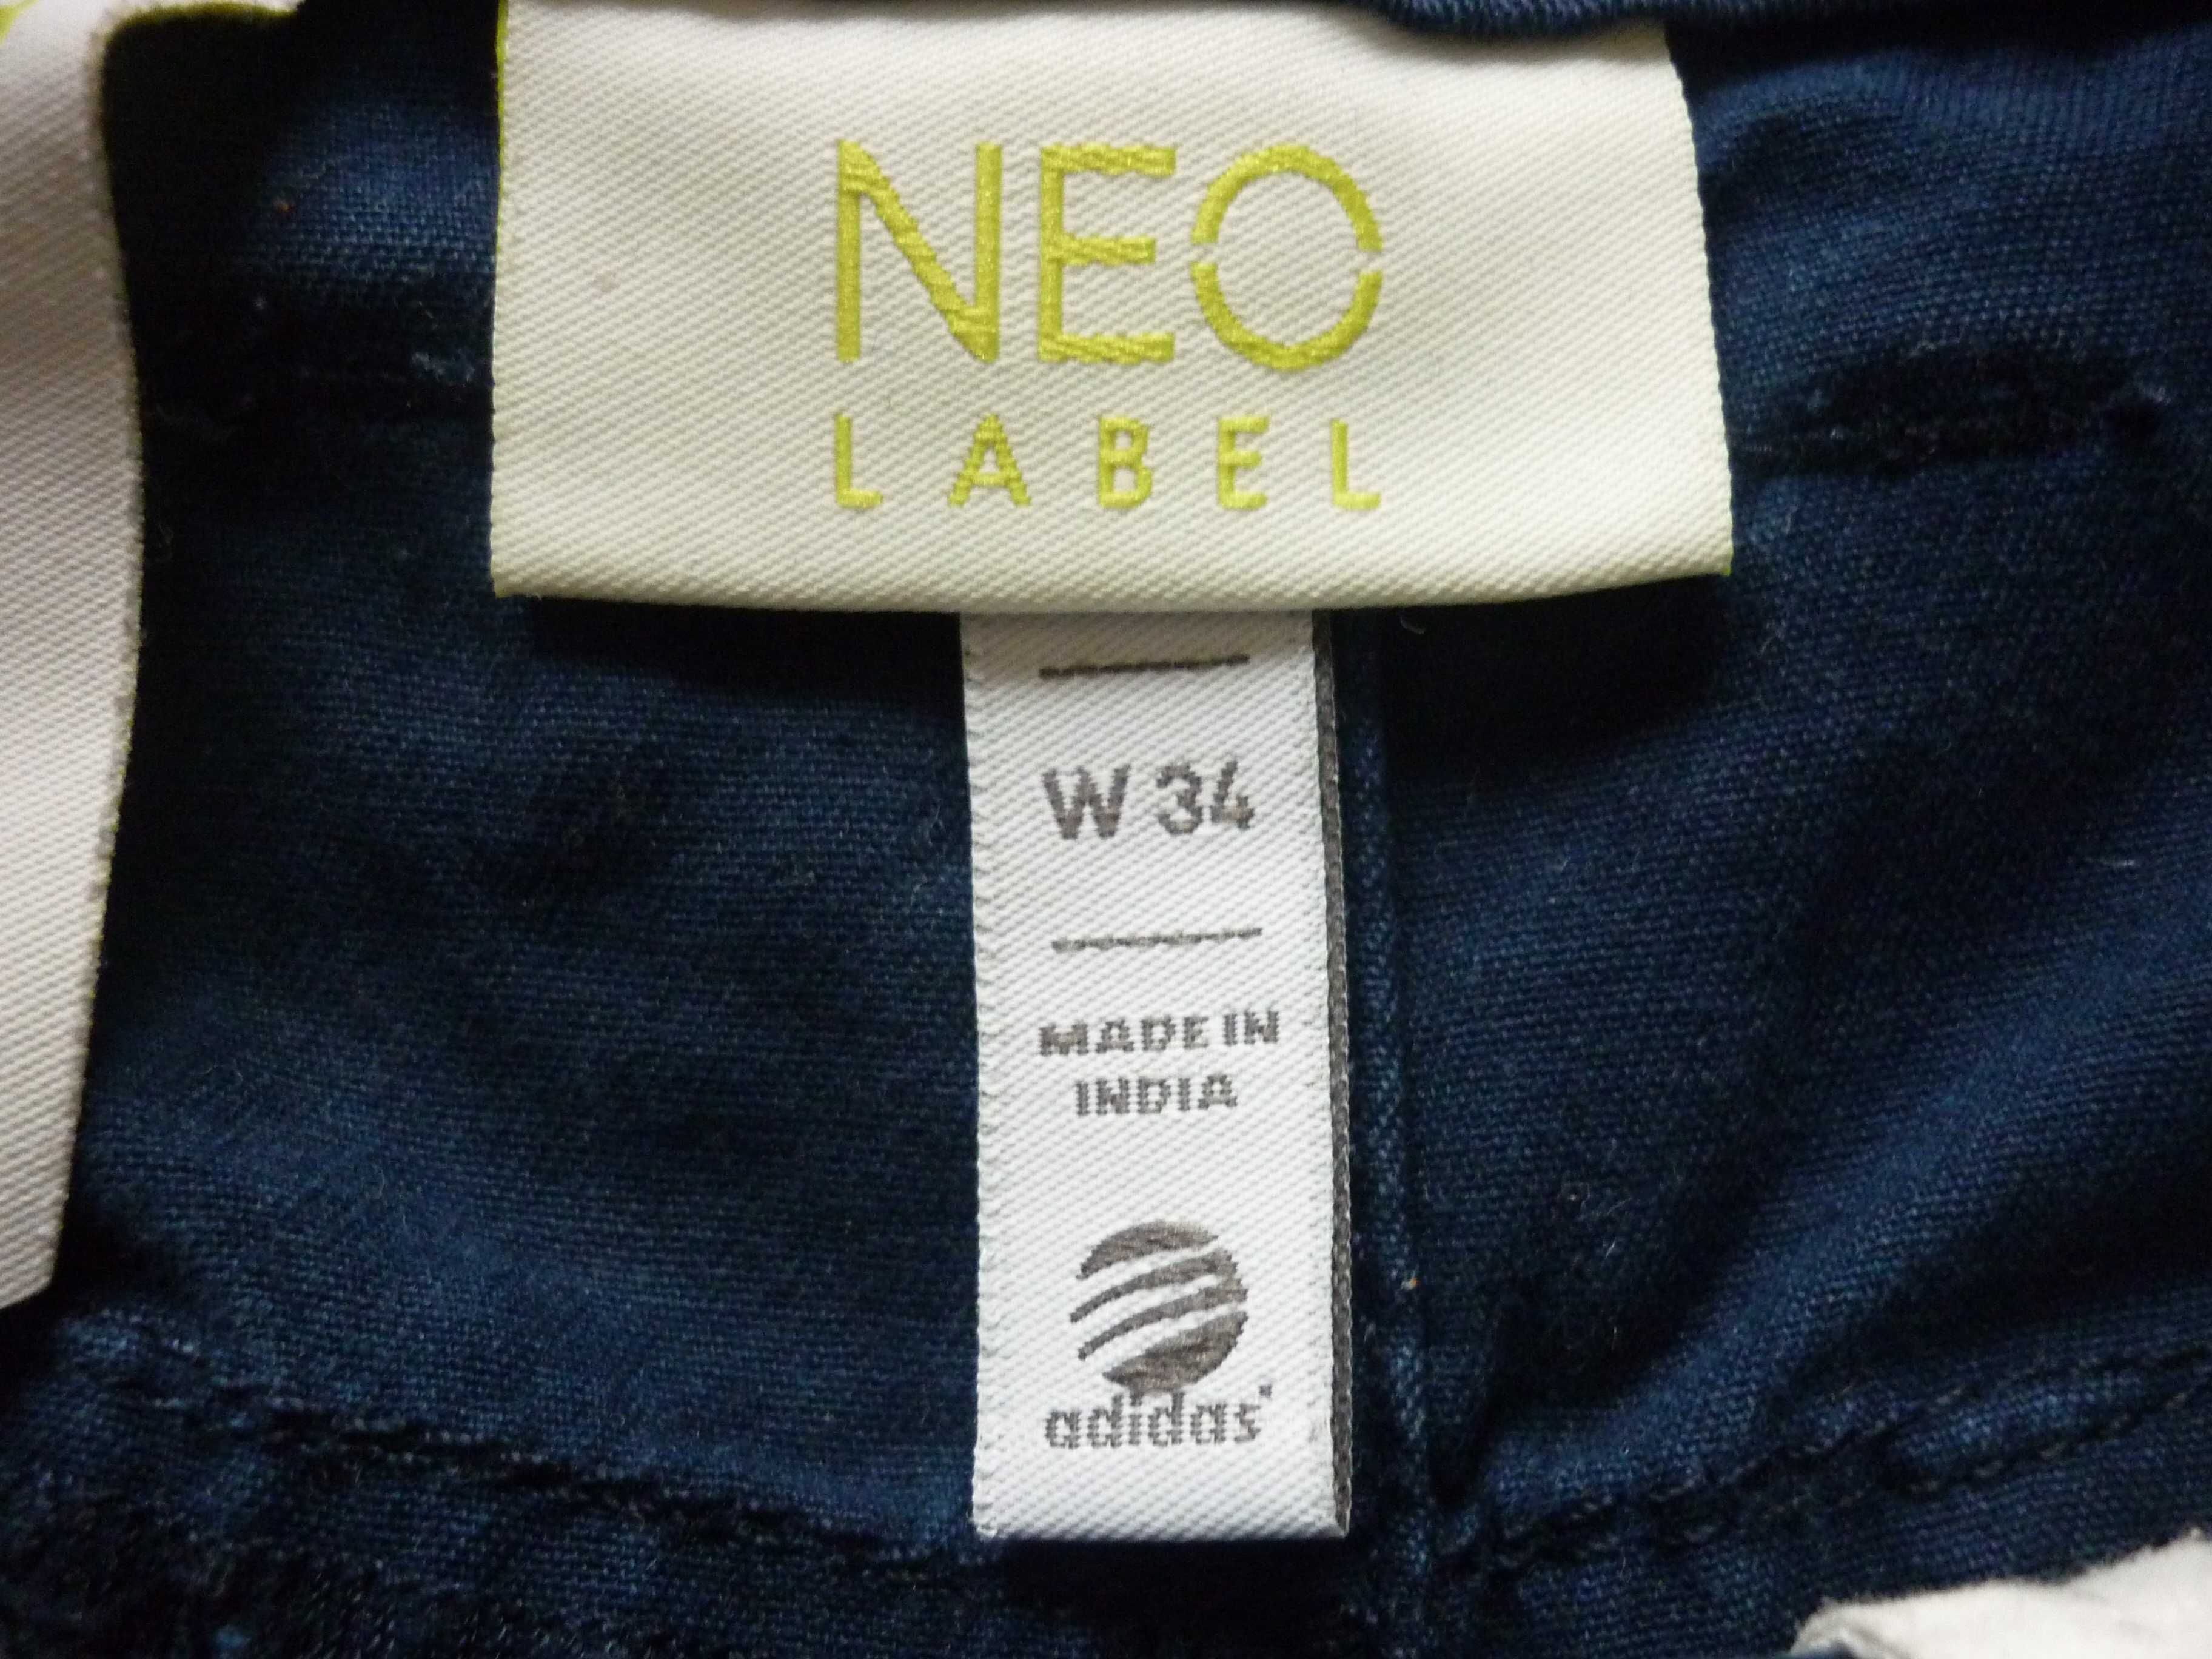 NEO
LABEL
W 34
MADE IN
INDIA
adidas